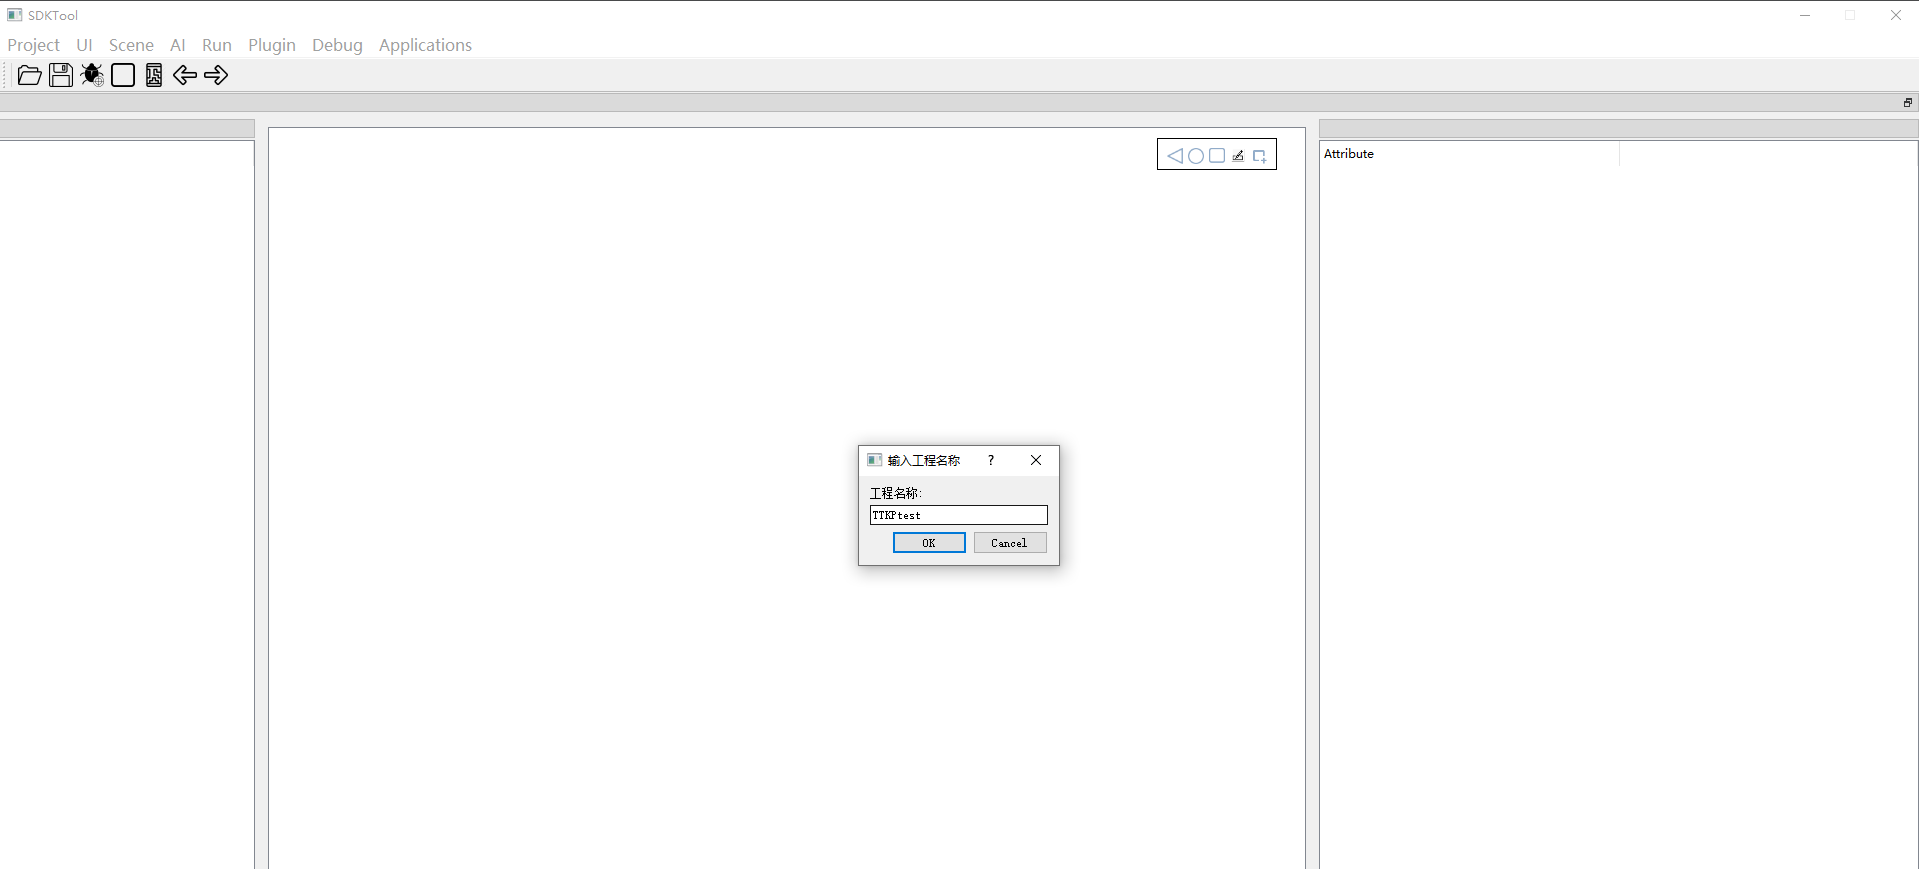 SDKTool
Project UI Scene AI Run Plugin Debug Applications
Attribute
输入工程名称 ?
工程名称:
TTKPtest
OK Cancel